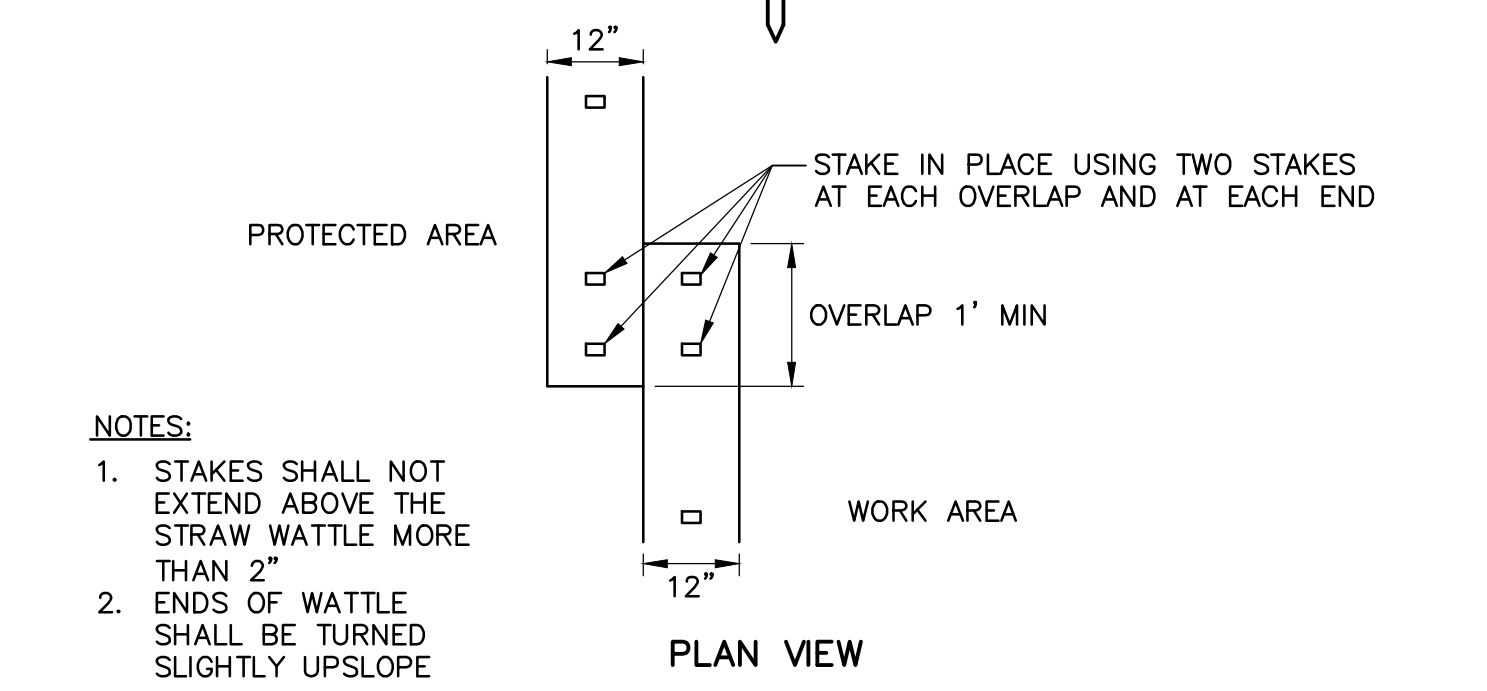 12”
STAKE IN PLACE USING TWO STAKES
AT EACH OVERLAP AND AT EACH END
PROTECTED AREA
OVERLAP 1’ MIN
NOTES:
1. STAKES SHALL NOT
EXTEND ABOVE THE
STRAW WATTLE MORE
THAN 2”
2. ENDS OF WATTLE
SHALL BE TURNED
SLIGHTLY UPSLOPE
WORK AREA
12”
PLAN VIEW